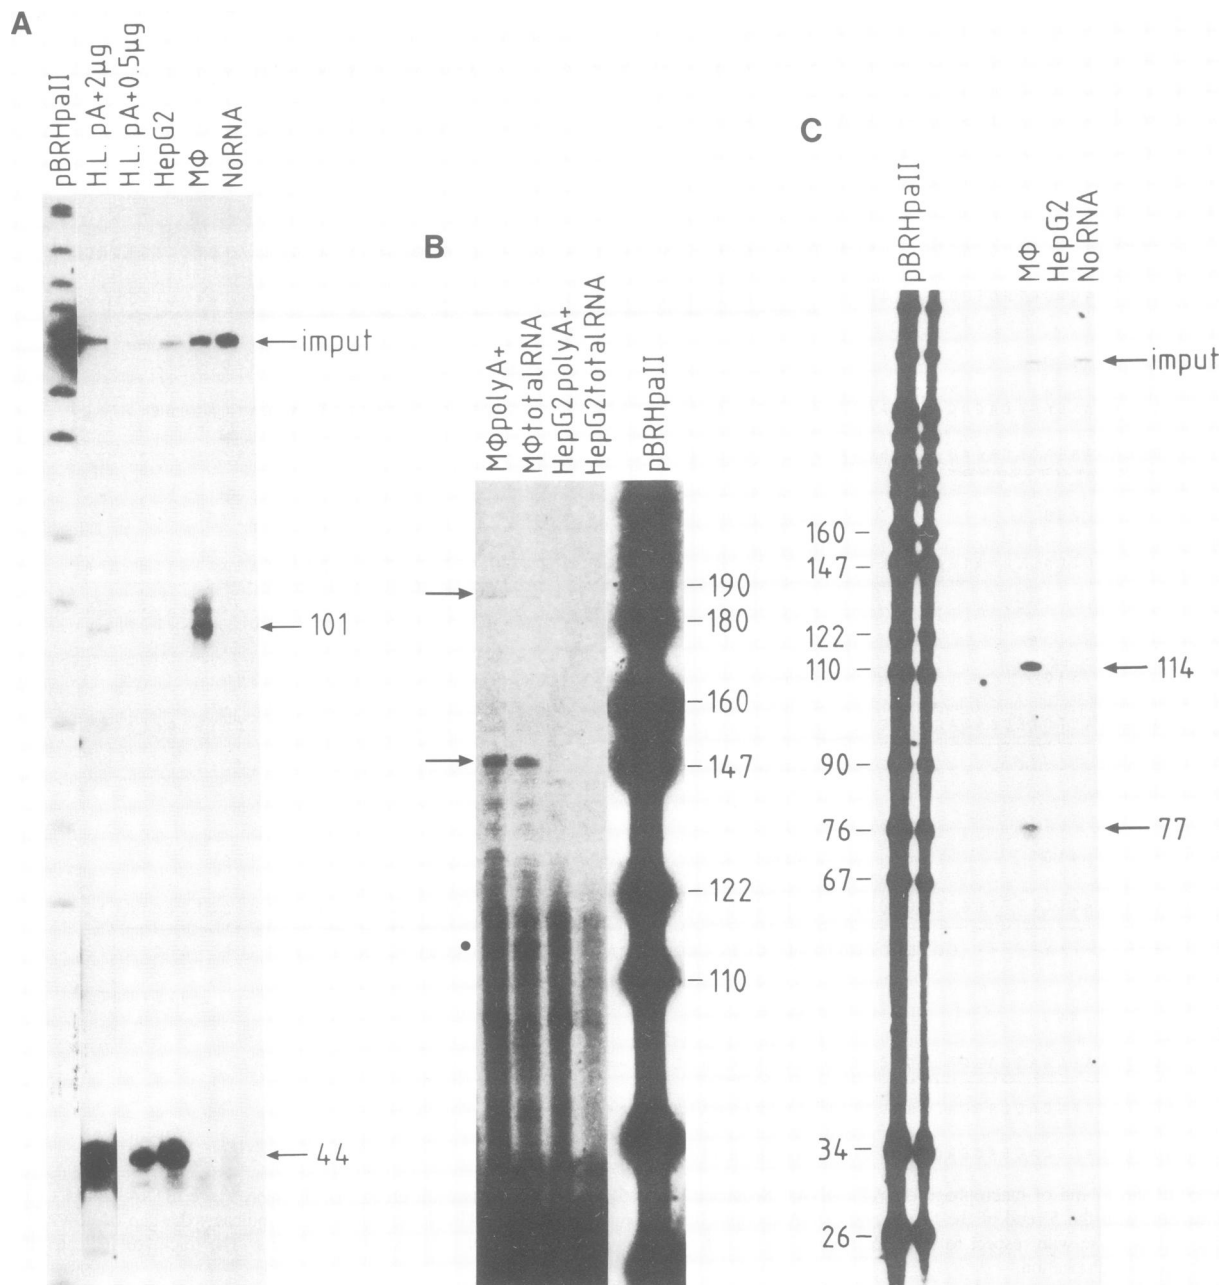 A
pBRHpaII
H.L. pA+2µg
H.L. pA+0.5µg
HepG2
MΦ
NoRNA
imput
101
44
B
MΦpolyA+
MΦtotalRNA
HepG2polyA+
HepG2totalRNA
pBRHpaII
190
180
160
147
122
110
C
pBRHpaII
MΦ
HepG2
NoRNA
imput
160
147
122
110
90
76
67
34
26
114
77